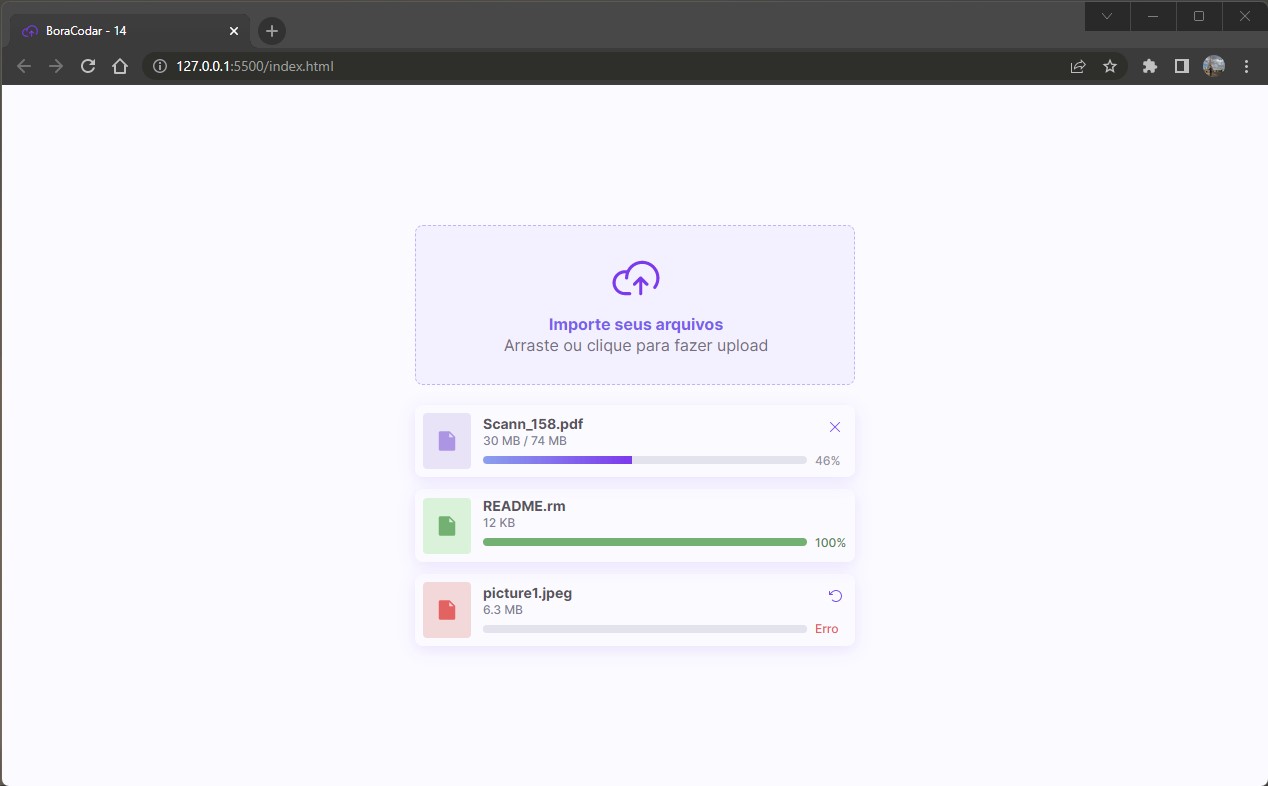 BoraCodar - 14
127.0.0.1:5500/index.html
Importe seus arquivos
Arraste ou clique para fazer upload
Scann_158.pdf
30 MB / 74 MB
46%
README.rm
12 KB
100%
picture1.jpeg
6.3 MB
Erro